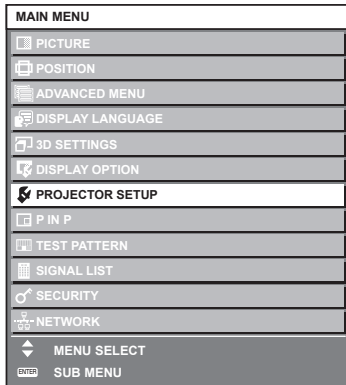 MAIN MENU
PICTURE
POSITION
ADVANCED MENU
DISPLAY LANGUAGE
3D SETTINGS
DISPLAY OPTION
PROJECTOR SETUP
P IN P
TEST PATTERN
SIGNAL LIST
SECURITY
NETWORK
MENU SELECT
ENTER SUB MENU